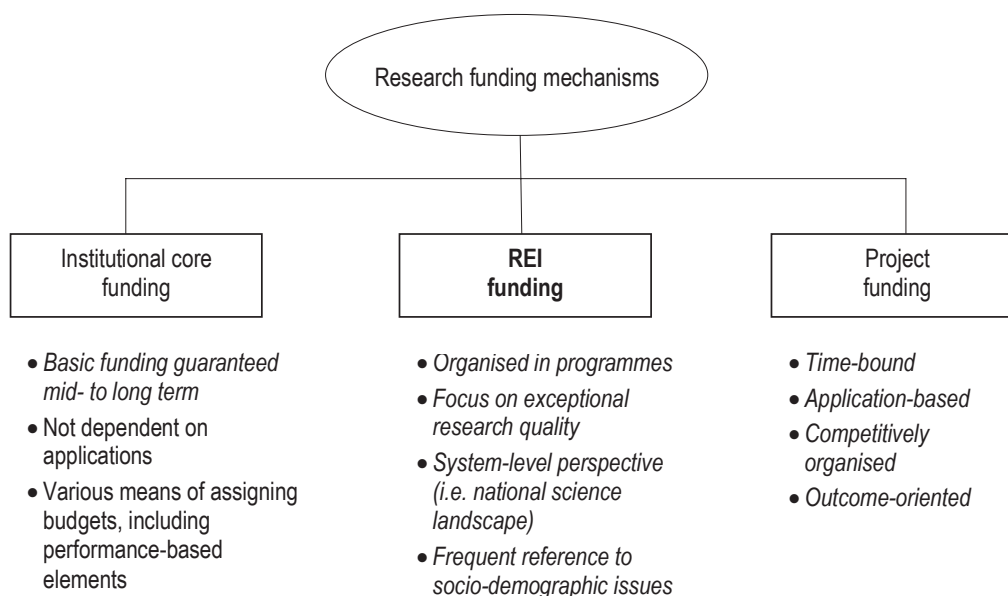 Research funding mechanisms
Institutional core
funding
REI
funding
Project
funding
• Basic funding guaranteed
mid- to long term
• Not dependent on
applications
• Various means of assigning
budgets, including
performance-based
elements
• Organised in programmes
• Focus on exceptional
research quality
• System-level perspective
(i.e. national science
landscape)
• Frequent reference to
socio-demographic issues
• Time-bound
• Application-based
• Competitively
organised
• Outcome-oriented